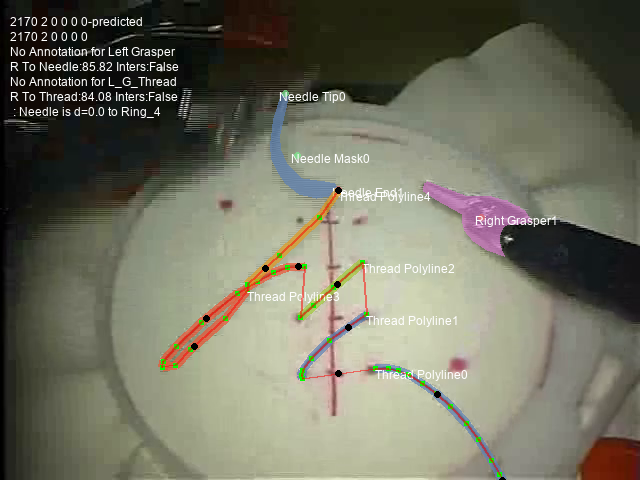 2170 2 0 0 0 0-predicted
2170 2 0 0 0 0
No Annotation for Left Grasper
R To Needle:85.82 Inters:False
No Annotation for L_G_Thread
R To Thread:84.08 Inters:False
: Needle is d=0.0 to Ring_4
Needle Tip0
Needle Mask0
Needle End1
Thread Polyline4
Right Grasper1
Thread Polyline2
Thread Polyline3
Thread Polyline1
Thread Polyline0